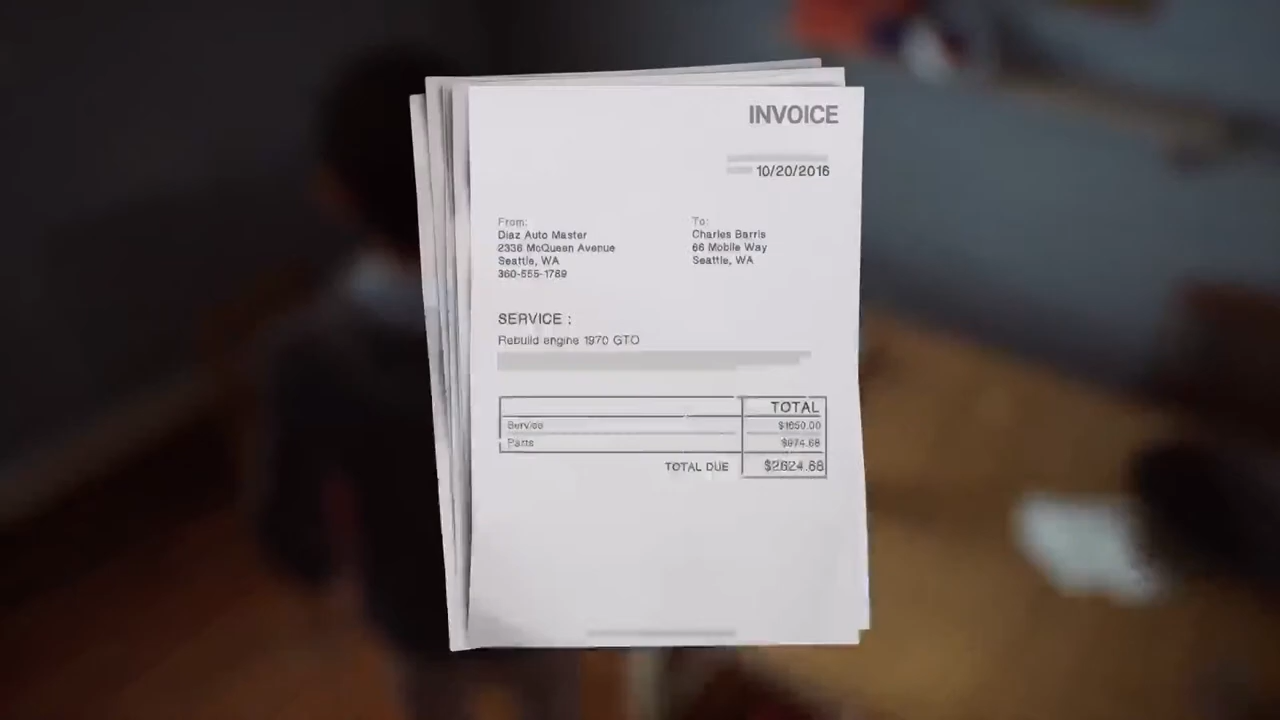 INVOICE
10/20/2016
From:
Diaz Auto Master
2336 McQueen Avenue
Seattle, WA
360-555-1789
To:
Charles Barris
66 Mobile Way
Seattle, WA
SERVICE :
Rebuild engine 1970 GTO
TOTAL
Service $1650.00
Parts $974.68
TOTAL DUE $2624.68